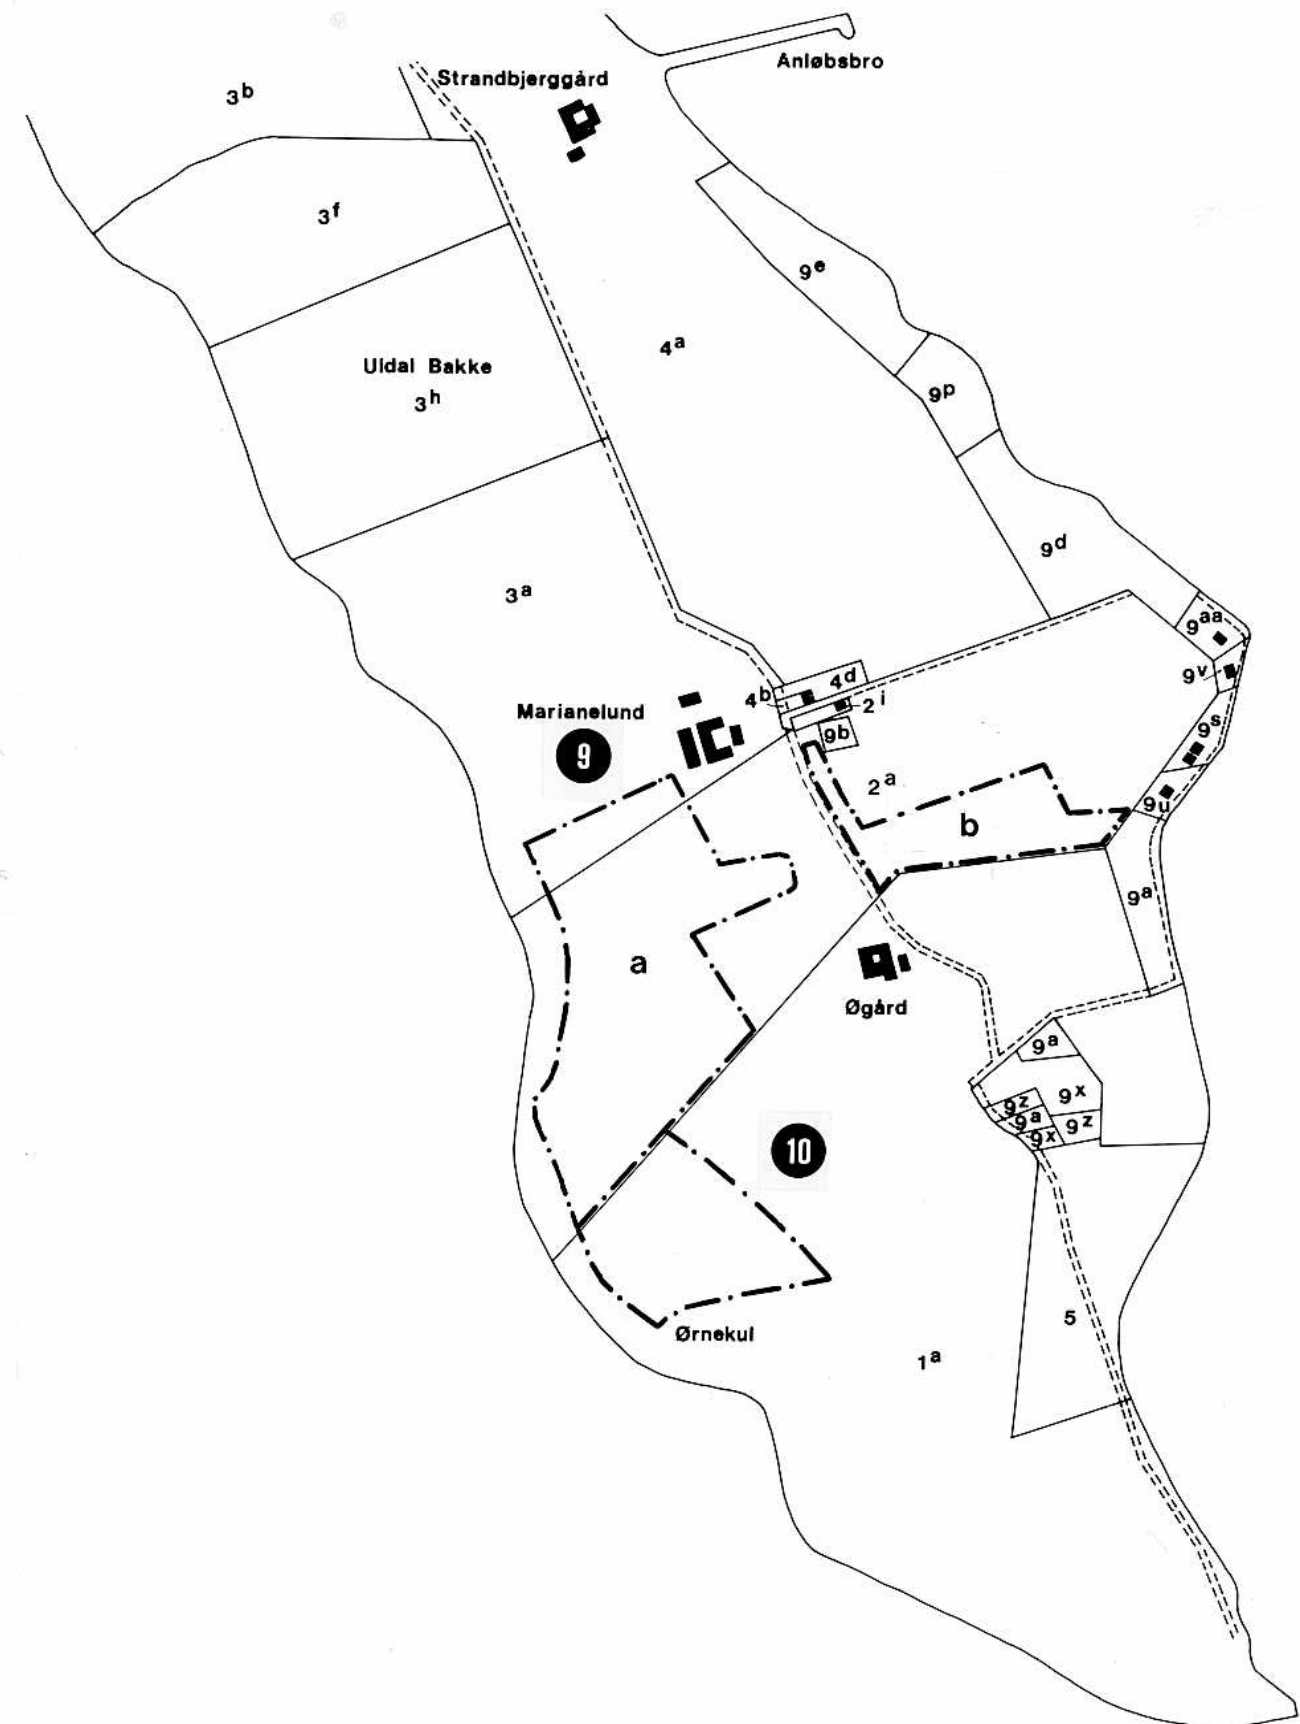 Anløbsbro
Strandbjerggård
3b
3f
9e
4a
Uldal Bakke
3h
9p
9d
3a
9aa
9v
4d
4b
2i
Marianelund
9
9b
9s
2a
9u
b
9a
a
Øgård
9a
9x
9z
9a
9z
9x
10
5
Ørnekul
1a